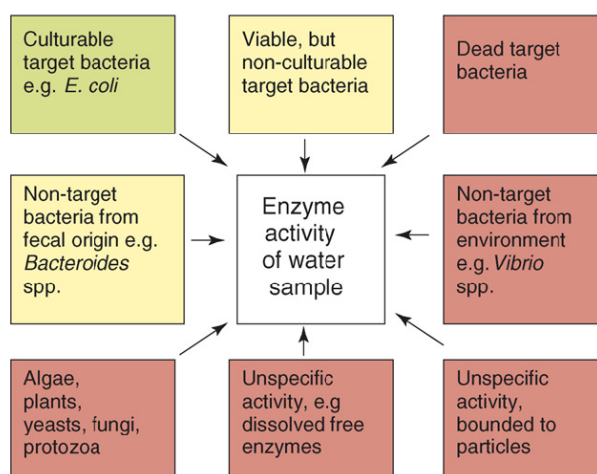 Culturable
target bacteria
e.g. E. coli
Viable, but
non-culturable
target bacteria
Dead target
bacteria
Non-target
bacteria from
fecal origin e.g.
Bacteroides
spp.
Enzyme
activity
of water
sample
Non-target
bacteria from
environment
e.g. Vibrio
spp.
Algae,
plants,
yeasts, fungi,
protozoa
Unspecific
activity, e.g
dissolved free
enzymes
Unspecific
activity,
bounded to
particles